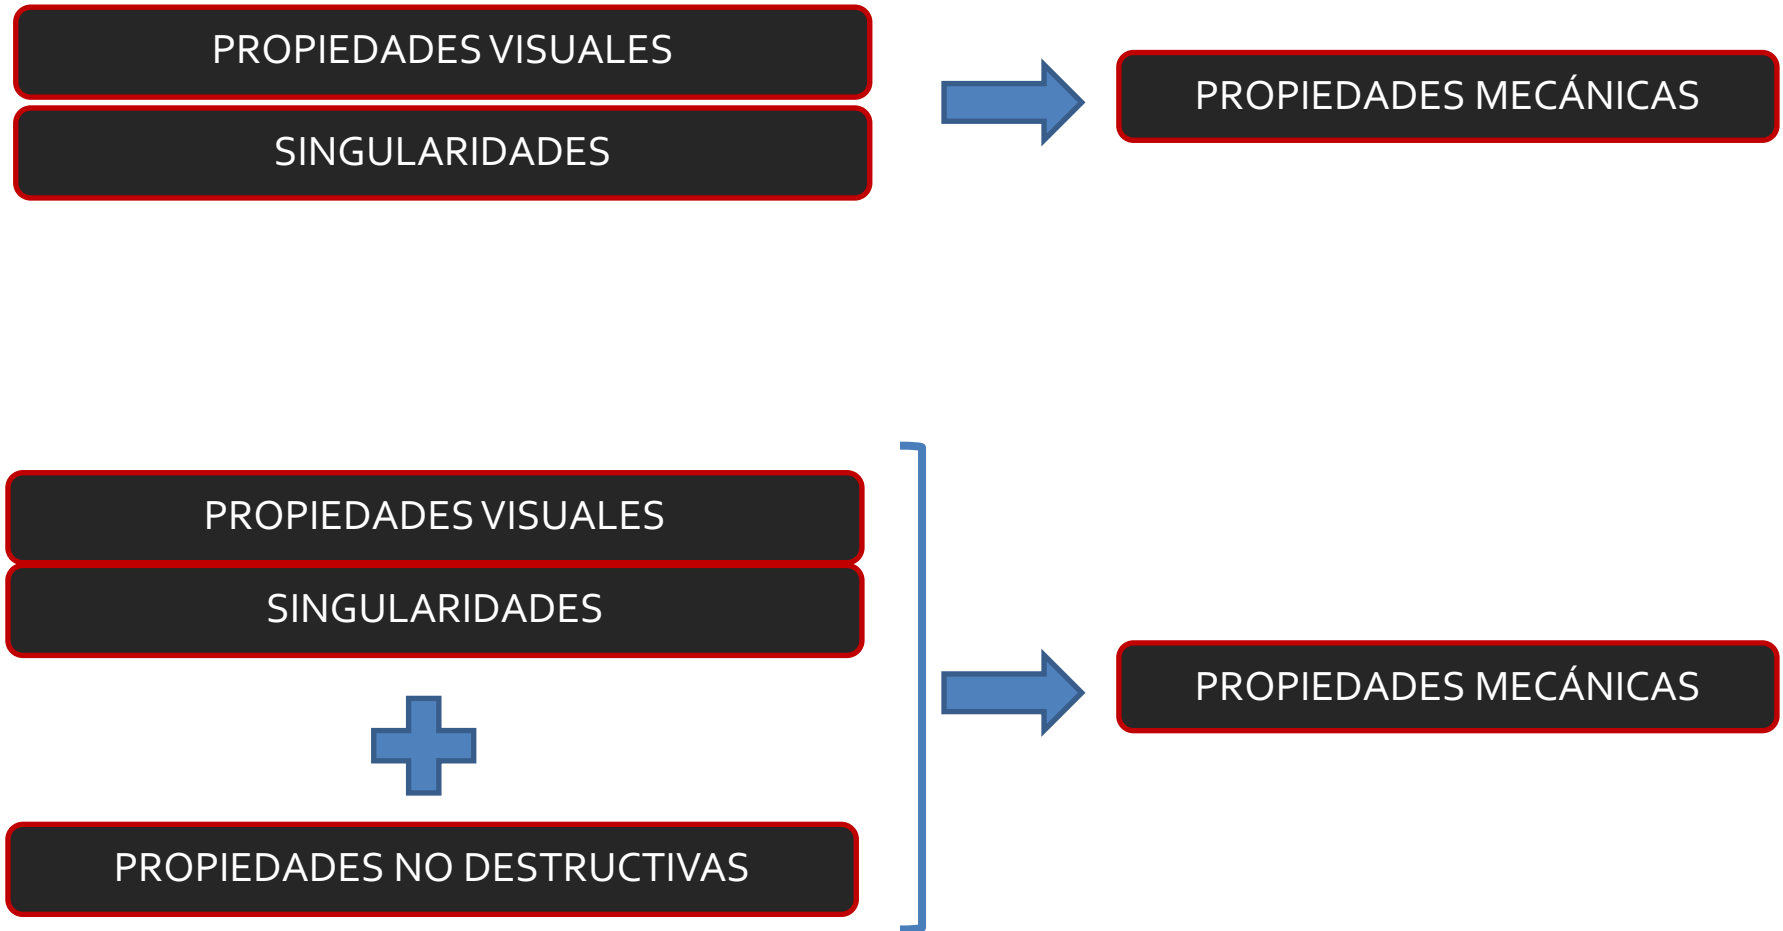 PROPIEDADES VISUALES
SINGULARIDADES
PROPIEDADES MECÁNICAS
PROPIEDADES VISUALES
SINGULARIDADES
PROPIEDADES NO DESTRUCTIVAS
PROPIEDADES MECÁNICAS